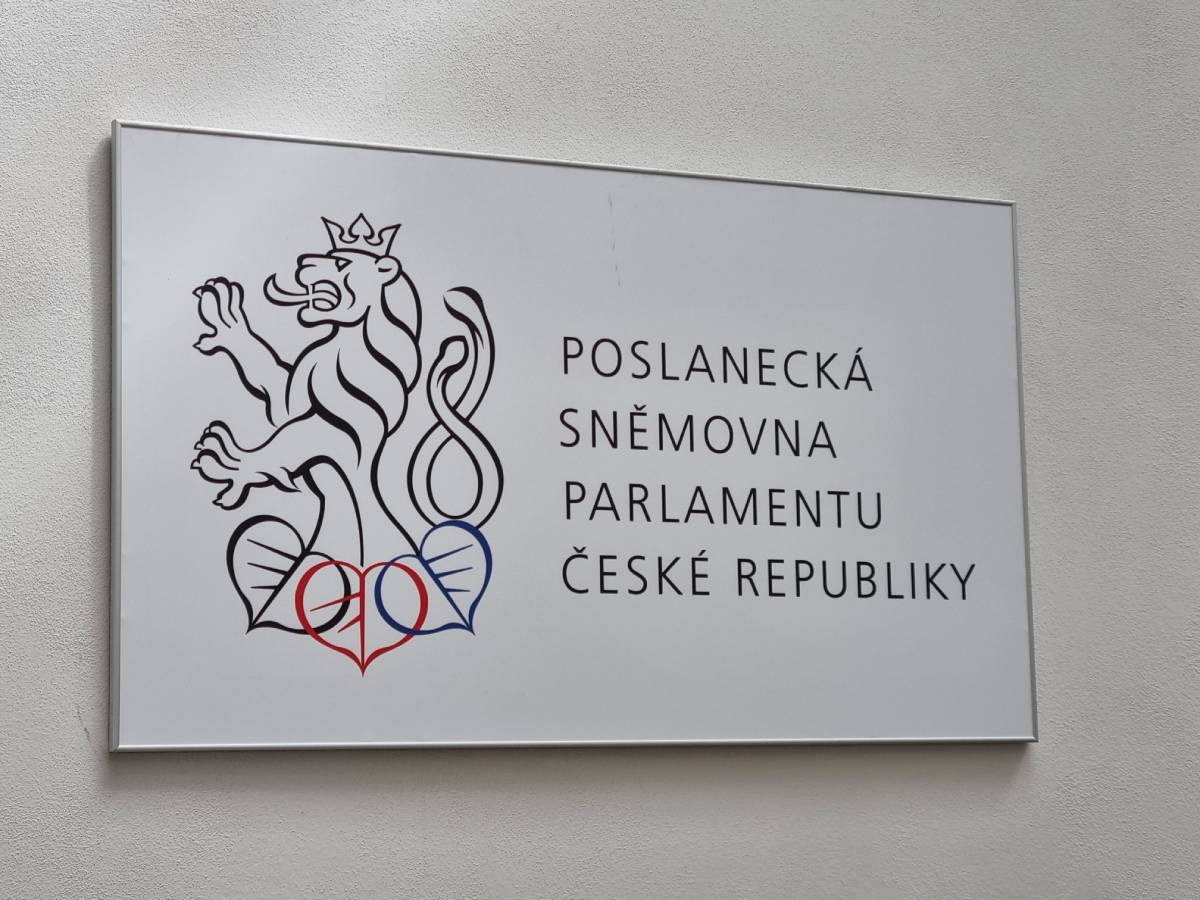 POSLANECKÁ
SNĚMOVNA
PARLAMENTU
ČESKÉ REPUBLIKY